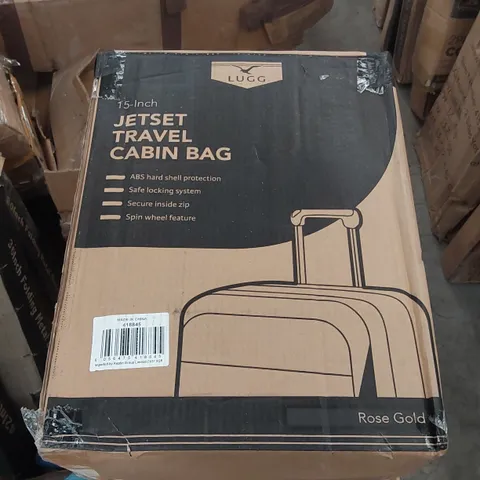 LUGG
15-Inch
JETSET
TRAVEL
CABIN BAG
ABS hard shell protection
Safe locking system
Secure inside zip
Spin wheel feature
MADE IN CHINA
418845
Rose Gold